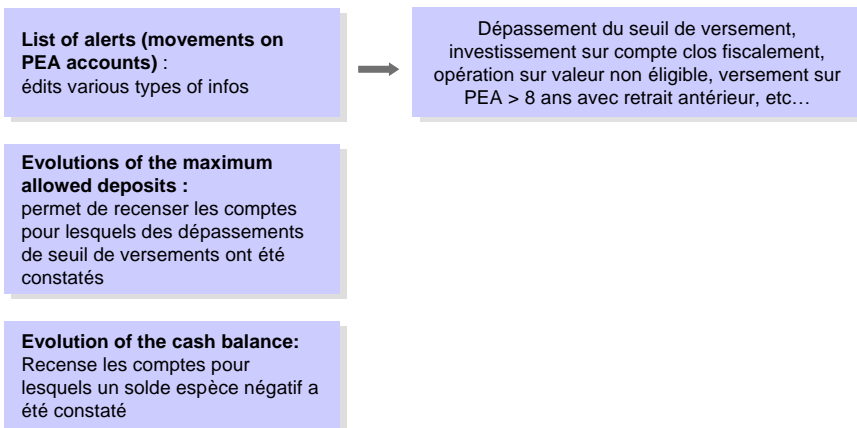 List of alerts (movements on
PEA accounts) :
édits various types of infos
Dépassement du seuil de versement,
investissement sur compte clos fiscalement,
opération sur valeur non éligible, versement sur
PEA > 8 ans avec retrait antérieur, etc…
Evolutions of the maximum
allowed deposits :
permet de recenser les comptes
pour lesquels des dépassements
de seuil de versements ont été
constatés
Evolution of the cash balance:
Recense les comptes pour
lesquels un solde espèce négatif a
été constaté